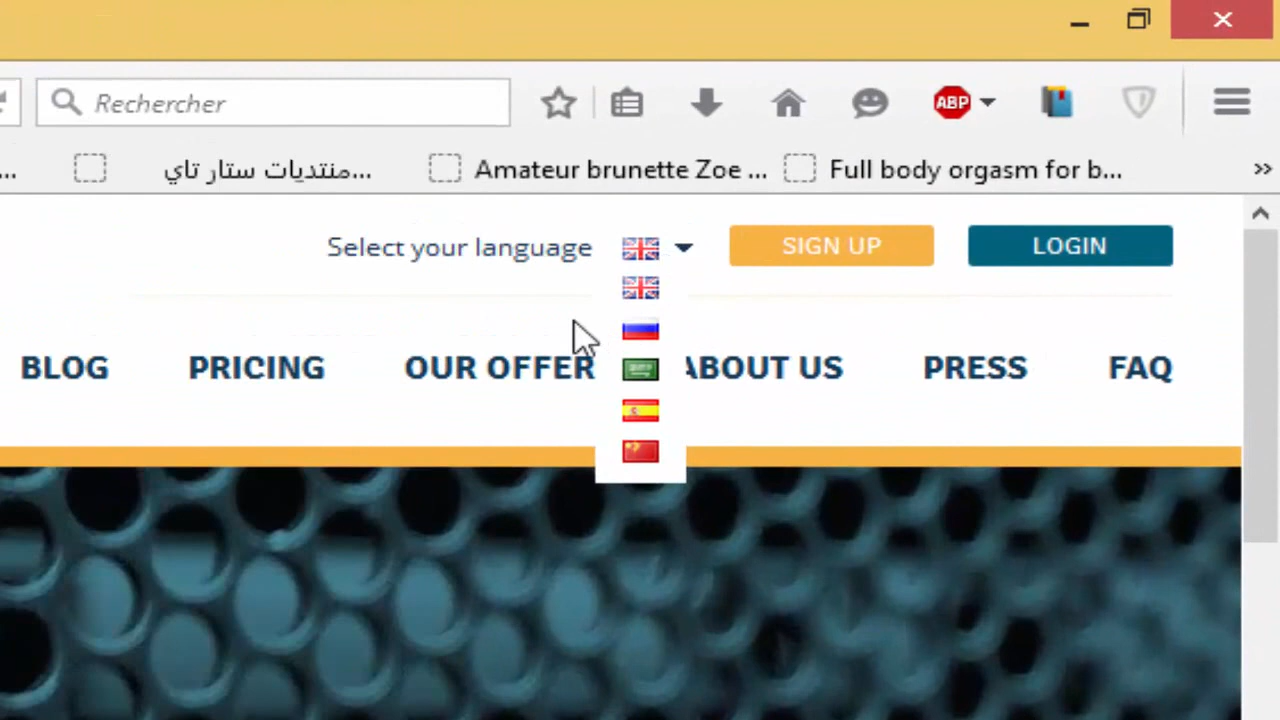 Rechercher
ABP
... منتديات ستار تاي... Amateur brunette Zoe ... Full body orgasm for b... »
Select your language SIGN UP LOGIN
BLOG PRICING OUR OFFER ABOUT US PRESS FAQ